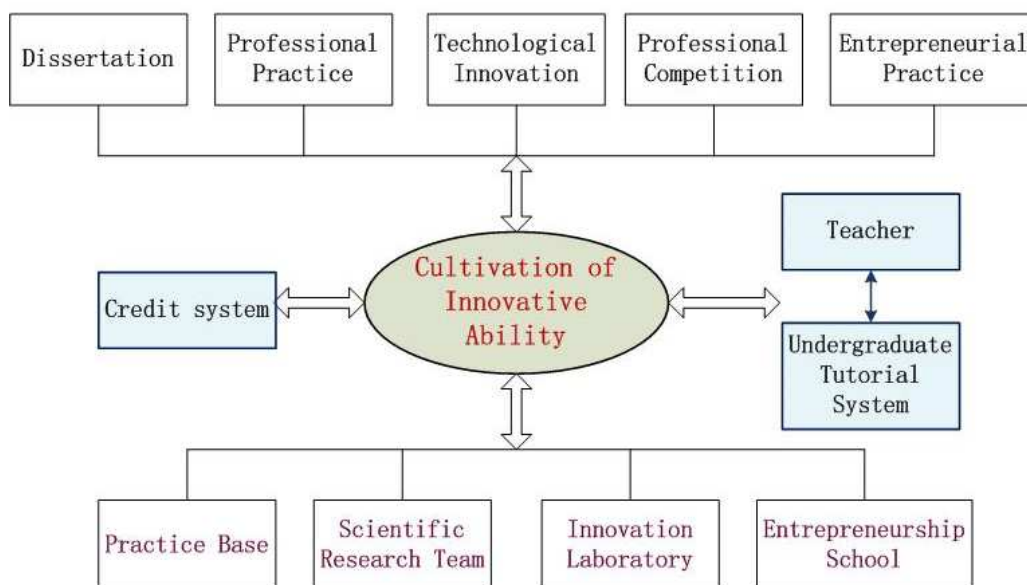 Dissertation
Professional
Practice
Technological
Innovation
Professional
Competition
Entrepreneurial
Practice
Teacher
Cultivation of
Innovative
Ability
Credit system
Undergraduate
Tutorial
System
Practice Base
Scientific
Research Team
Innovation
Laboratory
Entrepreneurship
School